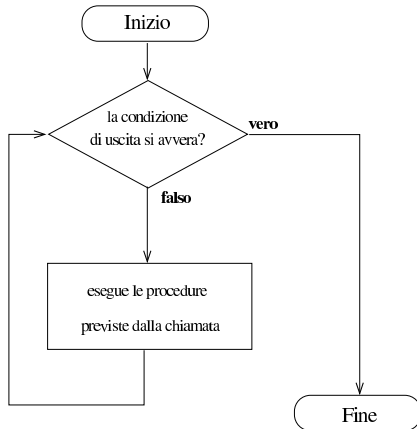 Inizio
la condizione
di uscita si avvera?
vero
falso
esegue le procedure
previste dalla chiamata
Fine